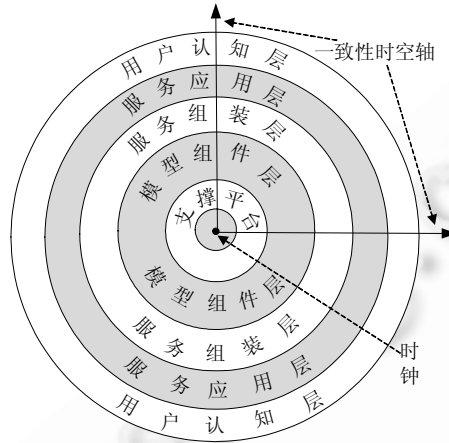 用户认知层
一致性时空轴
服务应用层
服务组装层
模型组件层
支撑平台
模型组件层
服务组装层
时钟
服务应用层
用户认知层